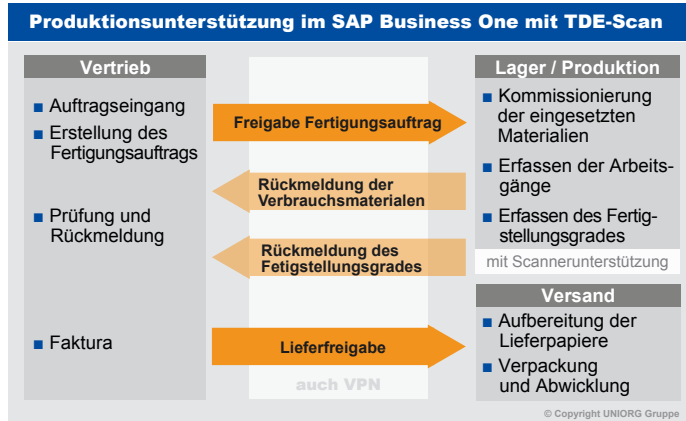 Produktionsunterstützung im SAP Business One mit TDE-Scan
Vertrieb
■ Auftragseingang
■ Erstellung des
Fertigungsauftrags
■ Prüfung und
Rückmeldung
■ Faktura
Freigabe Fertigungsauftrag
Rückmeldung der
Verbrauchsmaterialen
Rückmeldung des
Fetigstellungsgrades
Lieferfreigabe
auch VPN
Lager / Produktion
■ Kommissionierung
der eingesetzten
Materialien
■ Erfassen der Arbeits-
gänge
■ Erfassen des Fertig-
stellungsgrades
mit Scannerunterstützung
Versand
■ Aufbereitung der
Lieferpapiere
■ Verpackung
und Abwicklung
© Copyright UNIORG Gruppe